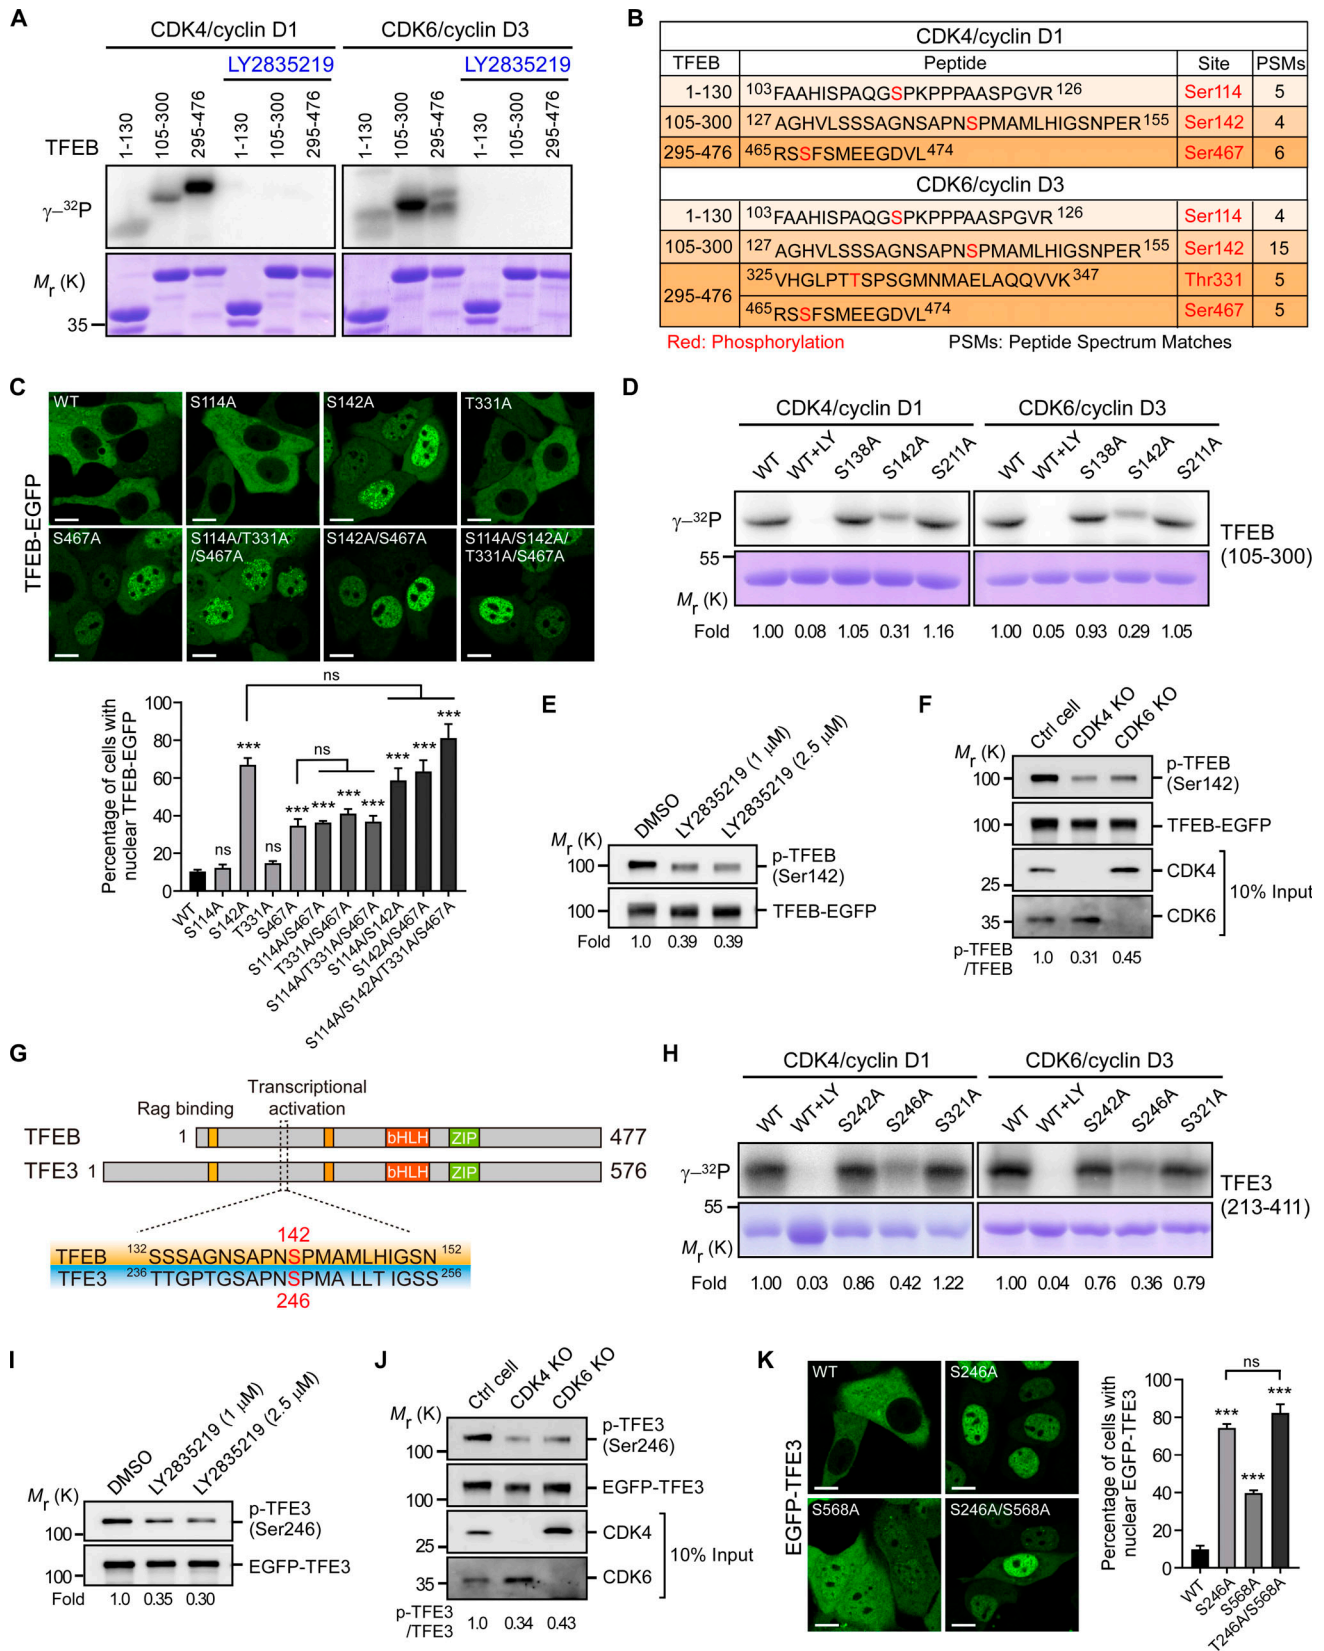 A
CDK4/cyclin D1
CDK6/cyclin D3
LY2835219
LY2835219
TFEB
1-130
105-300
295-476
1-130
105-300
295-476
1-130
105-300
295-476
1-130
105-300
295-476
γ–³²P
Mr (K)
35
B
CDK4/cyclin D1
TFEB Peptide Site PSMs
1-130 ¹⁰³FAAHISPAQGSPKPPPAASPGVR¹²⁶ Ser114 5
105-300 ¹²⁷AGHVLSSSAGNSAPNSPMAMLHIGSNPER¹⁵⁵ Ser142 4
295-476 ⁴⁶⁵RSSFSMEEGDVL⁴⁷⁴ Ser467 6
CDK6/cyclin D3
1-130 ¹⁰³FAAHISPAQGSPKPPPAASPGVR¹²⁶ Ser114 4
105-300 ¹²⁷AGHVLSSSAGNSAPNSPMAMLHIGSNPER¹⁵⁵ Ser142 15
295-476 ³²⁵VHGLPTTSPSGMNMAELAQQVVK³⁴⁷ Thr331 5
⁴⁶⁵RSSFSMEEGDVL⁴⁷⁴ Ser467 5
Red: Phosphorylation PSMs: Peptide Spectrum Matches
C
TFEB-EGFP
WT
S114A
S142A
T331A
S467A
S114A/T331A
/S467A
S142A/S467A
S114A/S142A/
T331A/S467A
Percentage of cells with
nuclear TFEB-EGFP
100
80
60
40
20
0
ns
ns
ns
ns
***
***
***
***
***
***
***
***
WT
S114A
S142A
T331A
S467A
S114A/S467A
T331A/S467A
S114A/T331A/S467A
S114A/S142A
S142A/S467A
S114A/S142A/T331A/S467A
D
CDK4/cyclin D1
CDK6/cyclin D3
WT
WT+LY
S138A
S142A
S211A
WT
WT+LY
S138A
S142A
S211A
γ–³²P
55
Mr (K)
TFEB
(105-300)
Fold 1.00 0.08 1.05 0.31 1.16 1.00 0.05 0.93 0.29 1.05
E
DMSO
LY2835219 (1 μM)
LY2835219 (2.5 μM)
Mr (K)
100
p-TFEB
(Ser142)
100
TFEB-EGFP
Fold 1.0 0.39 0.39
F
Ctrl cell
CDK4 KO
CDK6 KO
Mr (K)
100
p-TFEB
(Ser142)
100
TFEB-EGFP
25
CDK4
35
CDK6
10% Input
p-TFEB
/TFEB 1.0 0.31 0.45
G
Transcriptional
activation
Rag binding
TFEB 1 bHLH ZIP 477
TFE3 1 bHLH ZIP 576
142
TFEB ¹³²SSSAGNSAPNSPMAMLHIGSN¹⁵²
TFE3 ²³⁶TTGPTGSAPNSPMALLTIGSS²⁵⁶
246
H
CDK4/cyclin D1
CDK6/cyclin D3
WT
WT+LY
S242A
S246A
S321A
WT
WT+LY
S242A
S246A
S321A
γ–³²P
55
Mr (K)
TFE3
(213-411)
Fold 1.00 0.03 0.86 0.42 1.22 1.00 0.04 0.76 0.36 0.79
I
DMSO
LY2835219 (1 μM)
LY2835219 (2.5 μM)
Mr (K)
100
p-TFE3
(Ser246)
100
EGFP-TFE3
Fold 1.0 0.35 0.30
J
Ctrl cell
CDK4 KO
CDK6 KO
Mr (K)
100
p-TFE3
(Ser246)
100
EGFP-TFE3
25
CDK4
35
CDK6
10% Input
p-TFE3
/TFE3 1.0 0.34 0.43
K
EGFP-TFE3
WT
S246A
S568A
S246A/S568A
Percentage of cells with
nuclear EGFP-TFE3
100
80
60
40
20
0
ns
***
***
***
WT
S246A
S568A
T246A/S568A